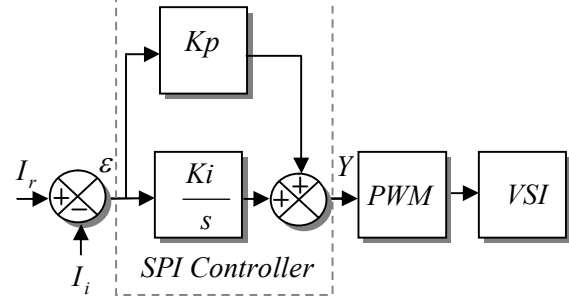 Kp
I_r
+
−
ε
I_i
Ki
s
+
+
Y
PWM
VSI
SPI Controller